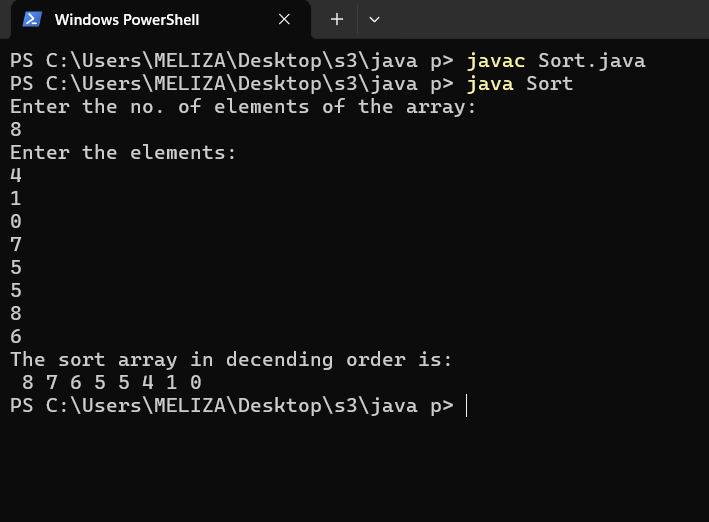 Windows PowerShell
PS C:\Users\MELIZA\Desktop\s3\java p> javac Sort.java
PS C:\Users\MELIZA\Desktop\s3\java p> java Sort
Enter the no. of elements of the array:
8
Enter the elements:
4
1
0
7
5
5
8
6
The sort array in decending order is:
 8 7 6 5 5 4 1 0
PS C:\Users\MELIZA\Desktop\s3\java p>